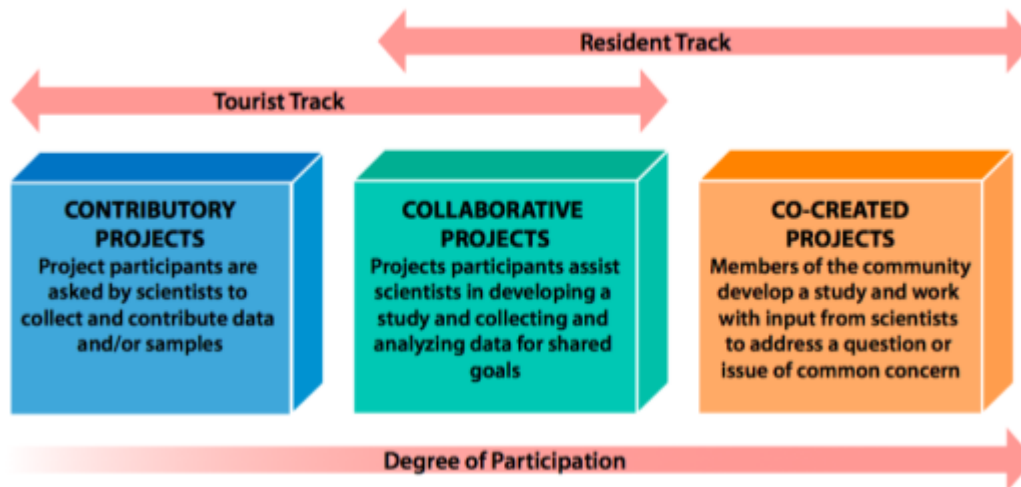 Resident Track
Tourist Track
CONTRIBUTORY
PROJECTS
Project participants are
asked by scientists to
collect and contribute data
and/or samples
COLLABORATIVE
PROJECTS
Projects participants assist
scientists in developing a
study and collecting and
analyzing data for shared
goals
CO-CREATED
PROJECTS
Members of the community
develop a study and work
with input from scientists
to address a question or
issue of common concern
Degree of Participation